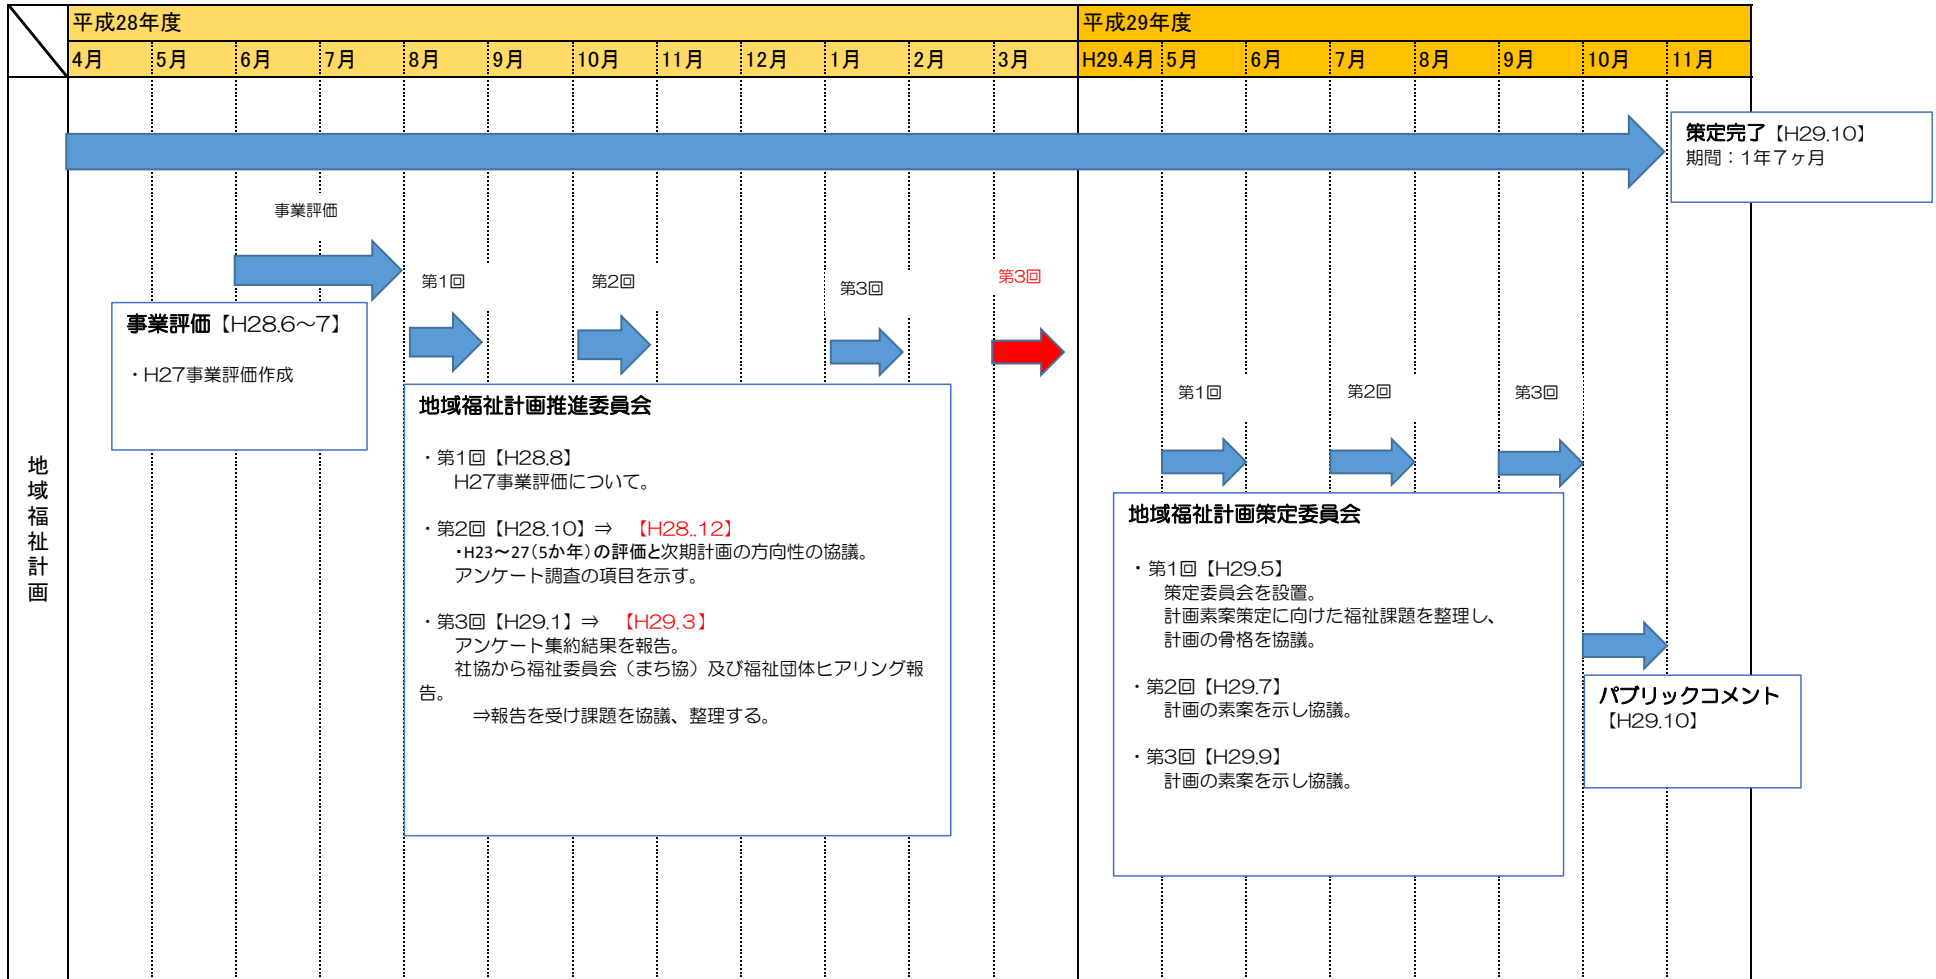 平成28年度
平成29年度
4月 5月 6月 7月 8月 9月 10月 11月 12月 1月 2月 3月 H29.4月 5月 6月 7月 8月 9月 10月 11月
地域福祉計画
策定完了【H29.10】
期間：1年７ヶ月
事業評価
事業評価【H28.6～7】
・H27事業評価作成
第1回
第2回
第3回
第3回
地域福祉計画推進委員会
・第1回【H28.8】
H27事業評価について。
・第2回【H28.10】⇒ 【H28..12】
・H23～27（5か年）の評価と次期計画の方向性の協議。
アンケート調査の項目を示す。
・第3回【H29.1】⇒ 【H29.3】
アンケート集約結果を報告。
社協から福祉委員会（まち協）及び福祉団体ヒアリング報
告。
⇒報告を受け課題を協議、整理する。
第1回
第2回
第3回
地域福祉計画策定委員会
・第1回【H29.5】
策定委員会を設置。
計画素案策定に向けた福祉課題を整理し、
計画の骨格を協議。
・第2回【H29.7】
計画の素案を示し協議。
・第3回【H29.9】
計画の素案を示し協議。
パブリックコメント
【H29.10】